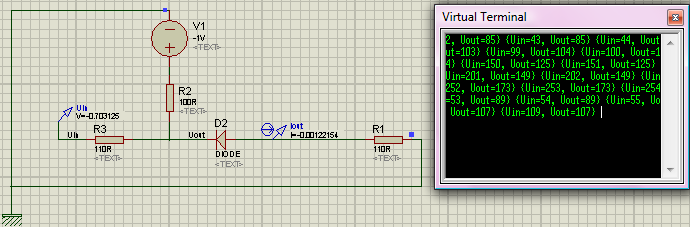 V1
-1V
<TEXT>
R2
100R
<TEXT>
Uin
V=-0.703125
Uin
R3
110R
<TEXT>
Uout
D2
DIODE
<TEXT>
Iout
I=-0.00122154
R1
110R
<TEXT>
Virtual Terminal
2, Uout=85} {Uin=43, Uout=85} {Uin=44, Uo
ut=103} {Uin=99, Uout=104} {Uin=100, Uout
4} {Uin=150, Uout=125} {Uin=151, Uout=125}
Uin=201, Uout=149} {Uin=202, Uout=149} {U
252, Uout=173} {Uin=253, Uout=173} {Uin=254
=53, Uout=89} {Uin=54, Uout=89} {Uin=55, Uo
Uout=107} {Uin=109, Uout=107}